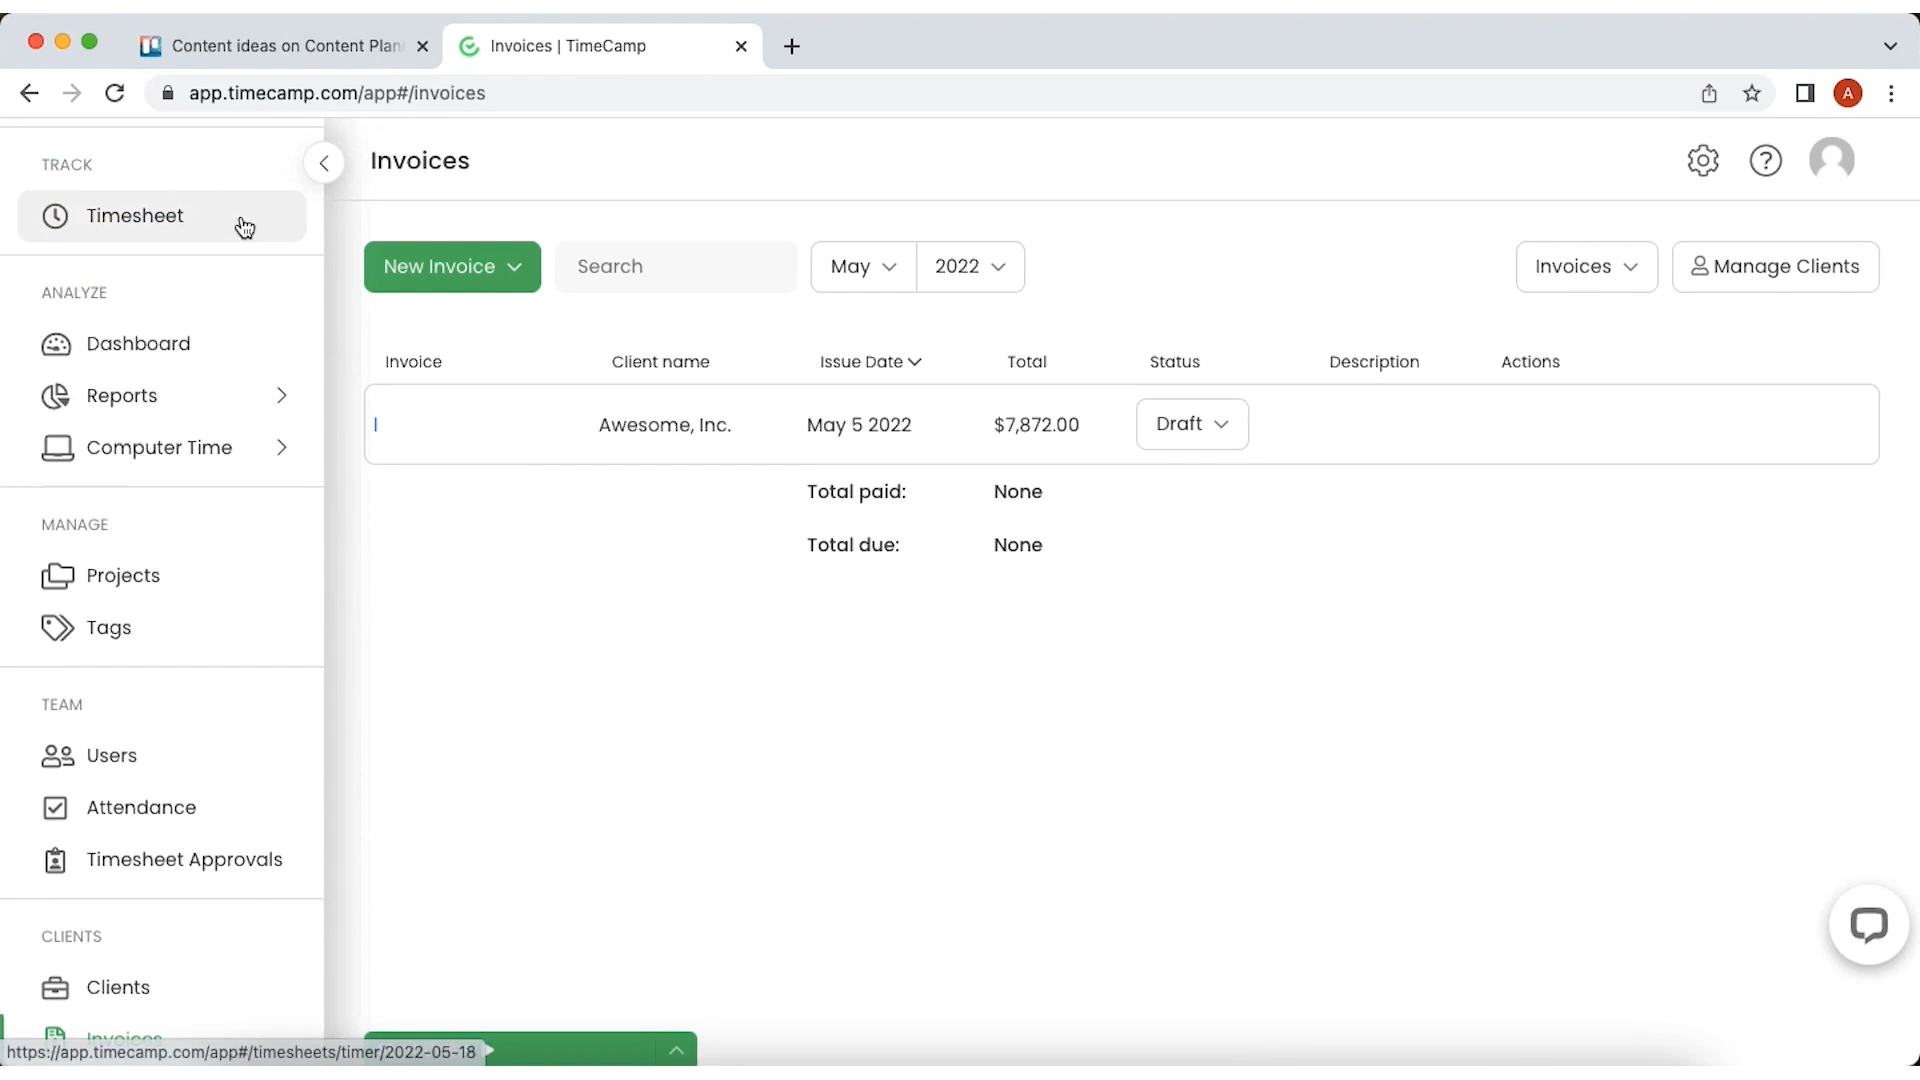 Content ideas on Content Plan
Invoices | TimeCamp
app.timecamp.com/app#/invoices
A
TRACK
Timesheet
ANALYZE
Dashboard
Reports
Computer Time
MANAGE
Projects
Tags
TEAM
Users
Attendance
Timesheet Approvals
CLIENTS
Clients
Invoices
https://app.timecamp.com/app#/timesheets/timer/2022-05-18
Invoices
New Invoice
Search
May
2022
Invoices
Manage Clients
Invoice Client name Issue Date Total Status Description Actions
I Awesome, Inc. May 5 2022 $7,872.00 Draft
Total paid: None
Total due: None